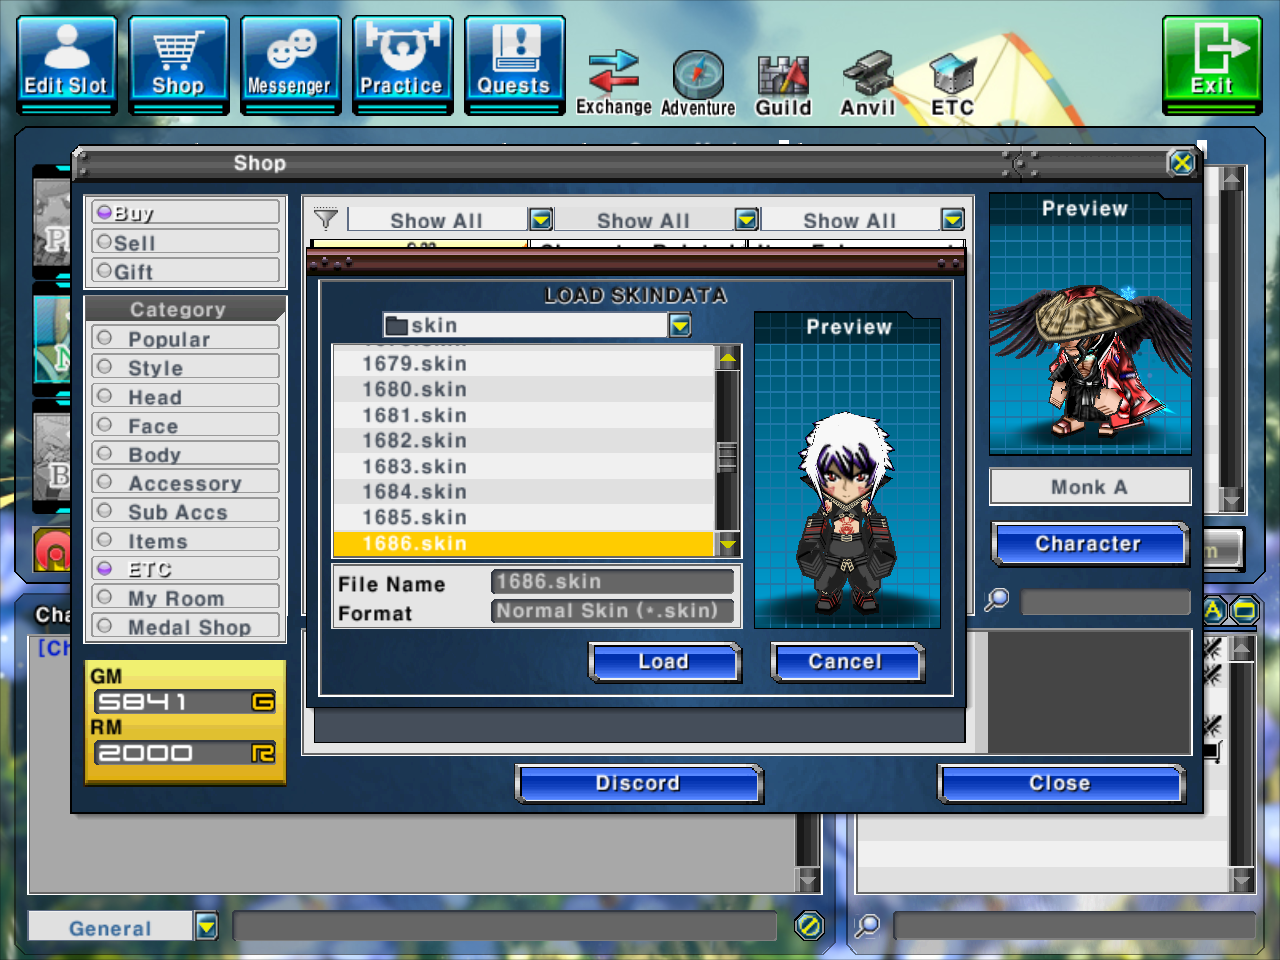 Edit Slot
Shop
Messenger
Practice
Quests
Exchange
Adventure
Guild
Anvil
ETC
Exit
Shop
Buy
Sell
Gift
Category
Popular
Style
Head
Face
Body
Accessory
Sub Accs
Items
ETC
My Room
Medal Shop
GM
5841 G
RM
2000 R
Show All
Show All
Show All
LOAD SKINDATA
skin
1679.skin
1680.skin
1681.skin
1682.skin
1683.skin
1684.skin
1685.skin
1686.skin
File Name
1686.skin
Format
Normal Skin (*.skin)
Preview
Load
Cancel
Preview
Monk A
Character
Discord
Close
Cha
[Ch
General